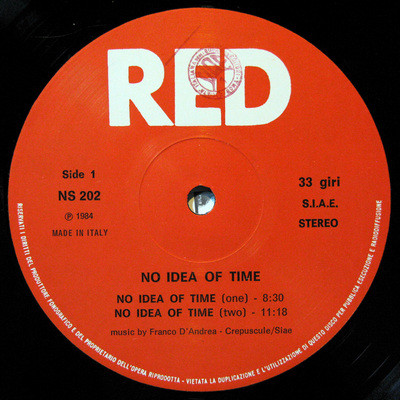 RED
Side 1
NS 202
℗ 1984
MADE IN ITALY
33 giri
S.I.A.E.
STEREO
NO IDEA OF TIME
NO IDEA OF TIME (one) - 8:30
NO IDEA OF TIME (two) - 11:18
music by Franco D'Andrea - Crepuscule/Siae
RISERVATI I DIRITTI DEL PRODUTTORE FONOGRAFICO E DEL PROPRIETARIO DELL'OPERA RIPRODOTTA - VIETATA LA DUPLICAZIONE E L'UTILIZZAZIONE DI QUESTO DISCO PER PUBBLICA ESECUZIONE E RADIODIFFUSIONE